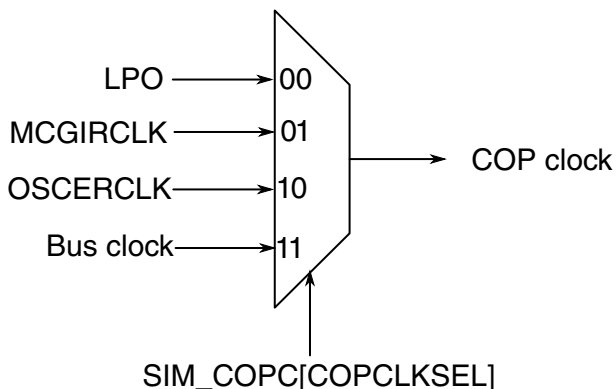 LPO
00
MCGIRCLK
01
OSCERCLK
10
Bus clock
11
COP clock
SIM_COPC[COPCLKSEL]